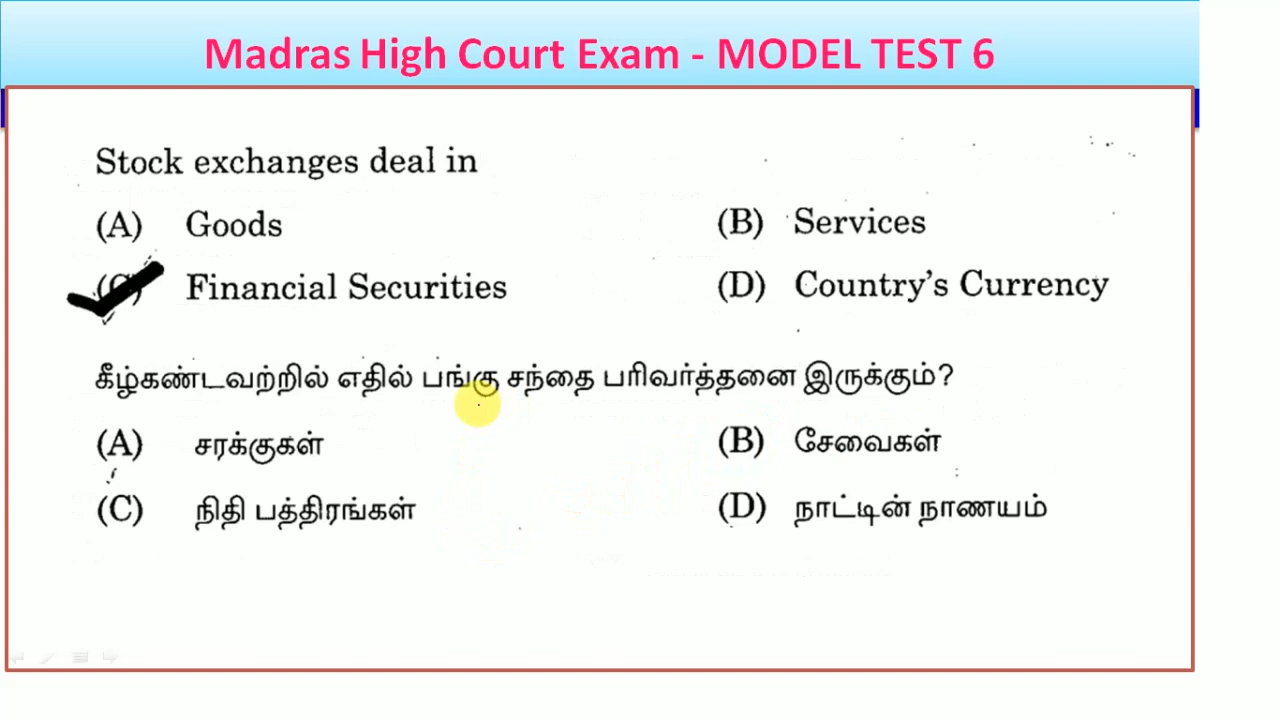 Madras High Court Exam - MODEL TEST 6
Stock exchanges deal in
(A) Goods (B) Services
(C) Financial Securities (D) Country's Currency
கீழ்கண்டவற்றில் எதில் பங்கு சந்தை பரிவர்த்தனை இருக்கும்?
(A) சரக்குகள் (B) சேவைகள்
(C) நிதி பத்திரங்கள் (D) நாட்டின் நாணயம்